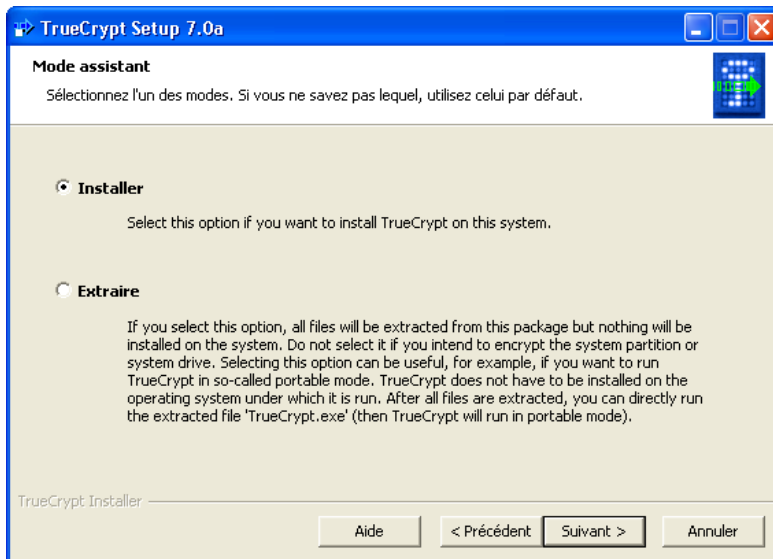 TrueCrypt Setup 7.0a
Mode assistant
Sélectionnez l'un des modes. Si vous ne savez pas lequel, utilisez celui par défaut.
Installer
Select this option if you want to install TrueCrypt on this system.
Extraire
If you select this option, all files will be extracted from this package but nothing will be
installed on the system. Do not select it if you intend to encrypt the system partition or
system drive. Selecting this option can be useful, for example, if you want to run
TrueCrypt in so-called portable mode. TrueCrypt does not have to be installed on the
operating system under which it is run. After all files are extracted, you can directly run
the extracted file 'TrueCrypt.exe' (then TrueCrypt will run in portable mode).
TrueCrypt Installer
Aide
< Précédent
Suivant >
Annuler